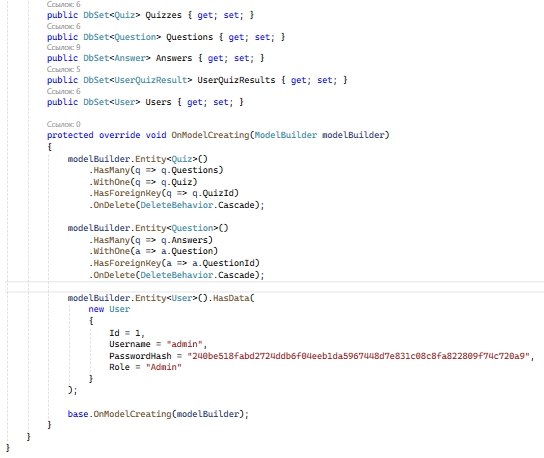 Ссылок: 6
public DbSet<Quiz> Quizzes { get; set; }
Ссылок: 6
public DbSet<Question> Questions { get; set; }
Ссылок: 9
public DbSet<Answer> Answers { get; set; }
Ссылок: 5
public DbSet<UserQuizResult> UserQuizResults { get; set; }
Ссылок: 6
public DbSet<User> Users { get; set; }
Ссылок: 0
protected override void OnModelCreating(ModelBuilder modelBuilder)
{
modelBuilder.Entity<Quiz>()
.HasMany(q => q.Questions)
.WithOne(q => q.Quiz)
.HasForeignKey(q => q.QuizId)
.OnDelete(DeleteBehavior.Cascade);
modelBuilder.Entity<Question>()
.HasMany(q => q.Answers)
.WithOne(a => a.Question)
.HasForeignKey(a => a.QuestionId)
.OnDelete(DeleteBehavior.Cascade);
modelBuilder.Entity<User>().HasData(
new User
{
Id = 1,
Username = "admin",
PasswordHash = "240be518fabd2724ddb6f04eeb1da5967448d7e831c08c8fa822809f74c720a9",
Role = "Admin"
}
);
base.OnModelCreating(modelBuilder);
}
}
}